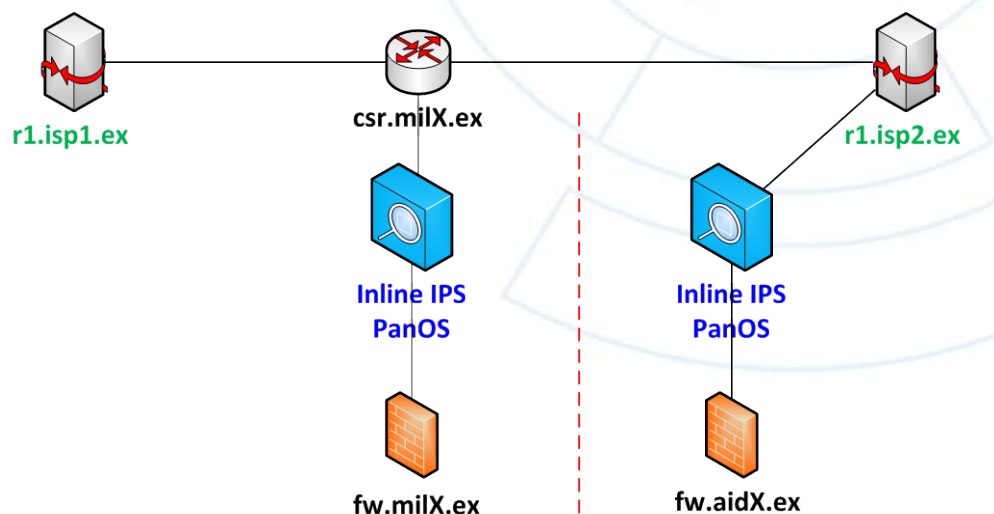 r1.isp1.ex
csr.milX.ex
r1.isp2.ex
Inline IPS
PanOS
Inline IPS
PanOS
fw.milX.ex
fw.aidX.ex